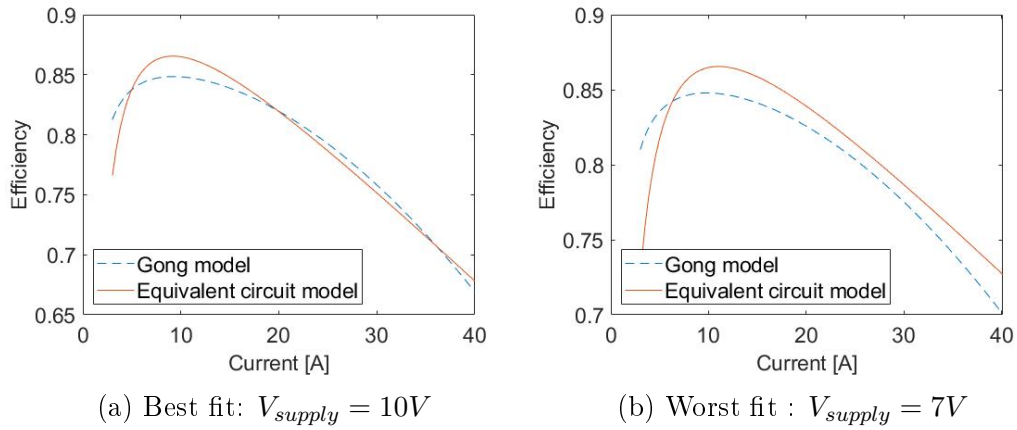 0.9
0.85
0.8
0.75
0.7
0.65
Efficiency
0
10
20
30
40
Current [A]
Gong model
Equivalent circuit model
(a) Best fit: V_supply = 10V
0.9
0.85
0.8
0.75
0.7
Efficiency
0
10
20
30
40
Current [A]
Gong model
Equivalent circuit model
(b) Worst fit : V_supply = 7V